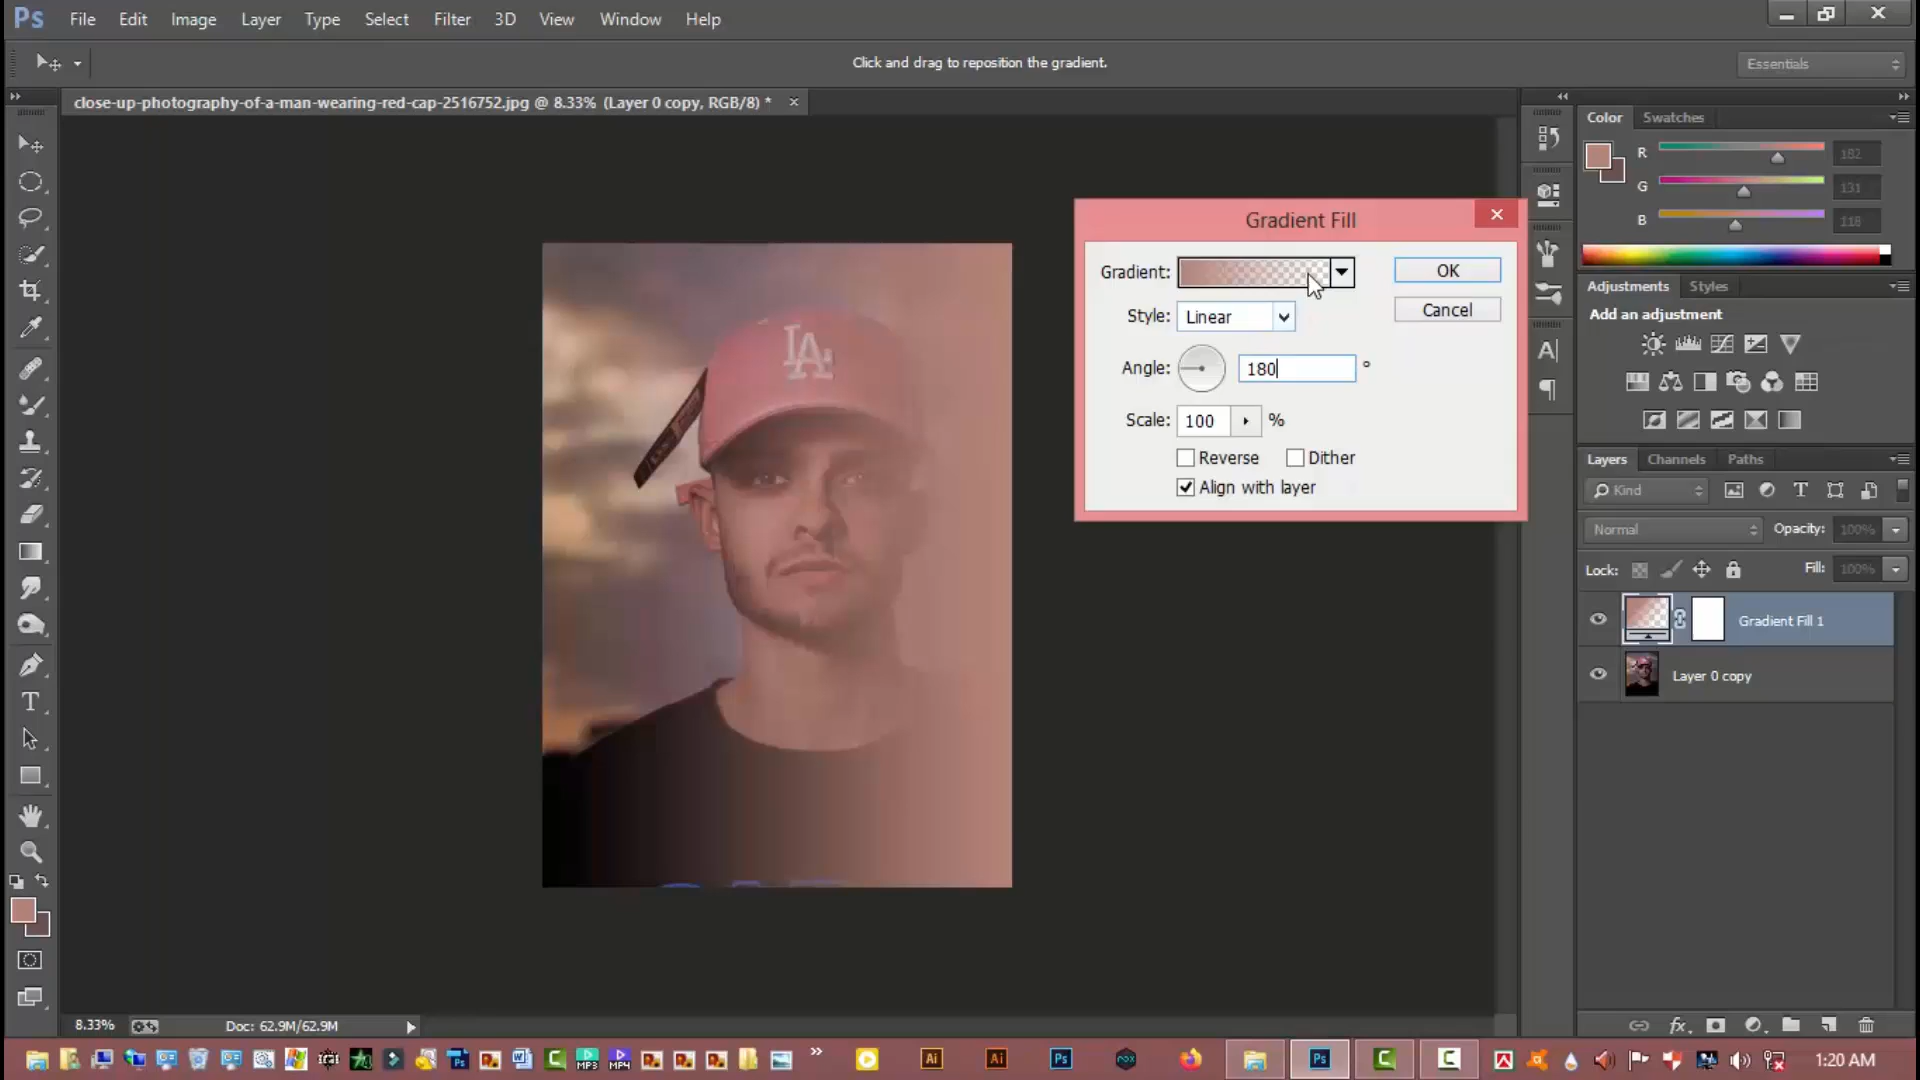 Ps File Edit Image Layer Type Select Filter 3D View Window Help
Click and drag to reposition the gradient.
Essentials
close-up-photography-of-a-man-wearing-red-cap-2516752.jpg @ 8.33% (Layer 0 copy, RGB/8) *
Color Swatches
R 182
G 131
B 118
Gradient Fill
Gradient:
OK
Style: Linear
Cancel
Angle: 180 °
Scale: 100 %
Reverse Dither
Align with layer
LA
Adjustments Styles
Add an adjustment
Layers Channels Paths
Kind
Normal Opacity: 100%
Lock: Fill: 100%
Gradient Fill 1
Layer 0 copy
8.33% Doc: 62.9M/62.9M
1:20 AM